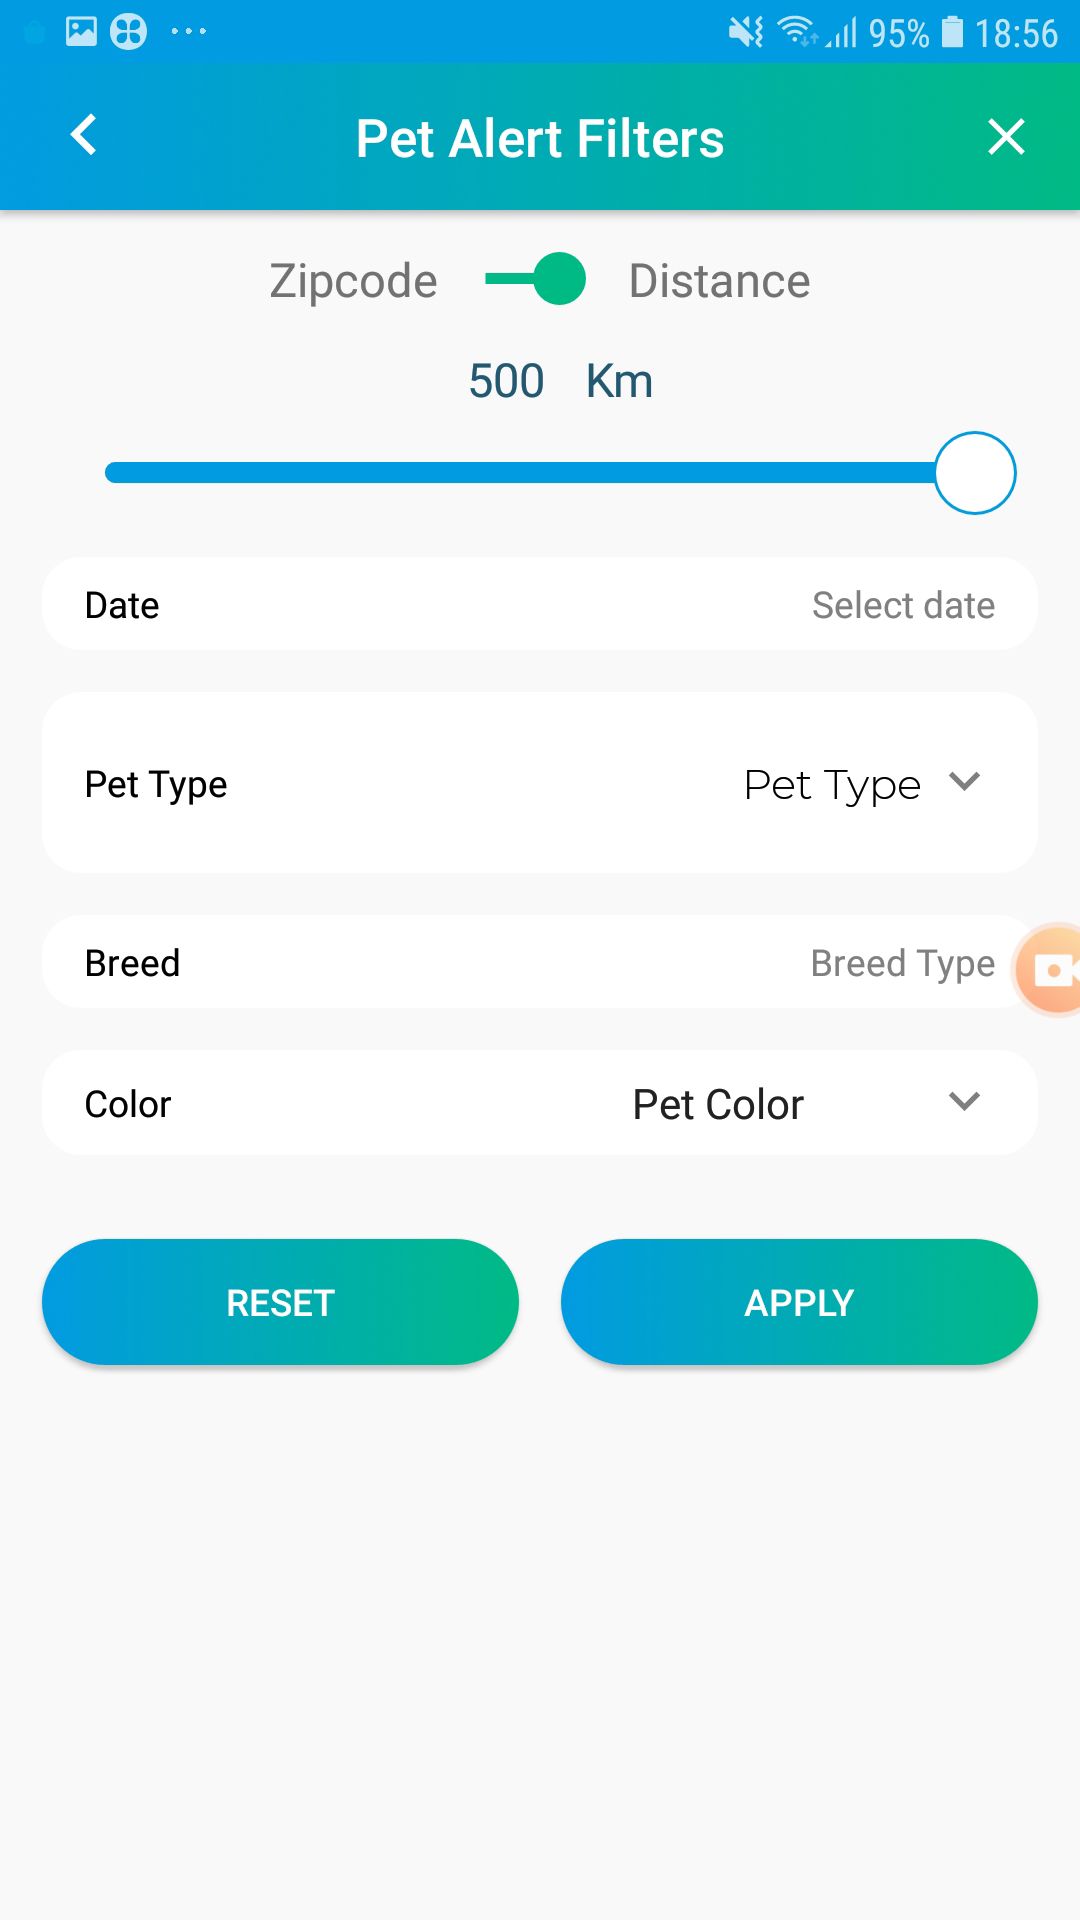 95% 18:56
Pet Alert Filters
Zipcode Distance
500 Km
Date Select date
Pet Type Pet Type
Breed Breed Type
Color Pet Color
RESET APPLY